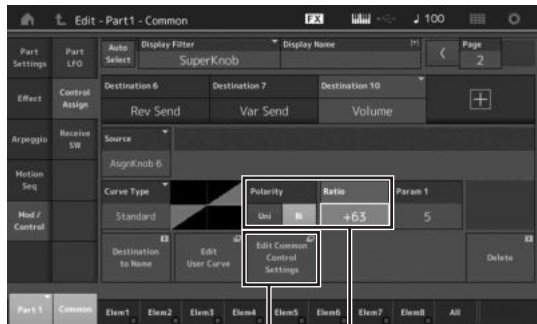 Edit - Part1 - Common
FX
100
Part Settings
Part LFO
Auto Select
Display Filter
SuperKnob
Display Name
Page
2
Effect
Control Assign
Destination 6
Rev Send
Destination 7
Var Send
Destination 10
Volume
Arpeggio
Receive SW
Source
AsgnKnob 6
Motion Seq
Curve Type
Standard
Polarity
Uni
Bi
Ratio
+63
Param 1
5
Mod / Control
Destination to Name
Edit User Curve
Edit Common Control Settings
Delete
Part 1
Common
Elem1
Elem2
Elem3
Elem4
Elem5
Elem6
Elem7
Elem8
All